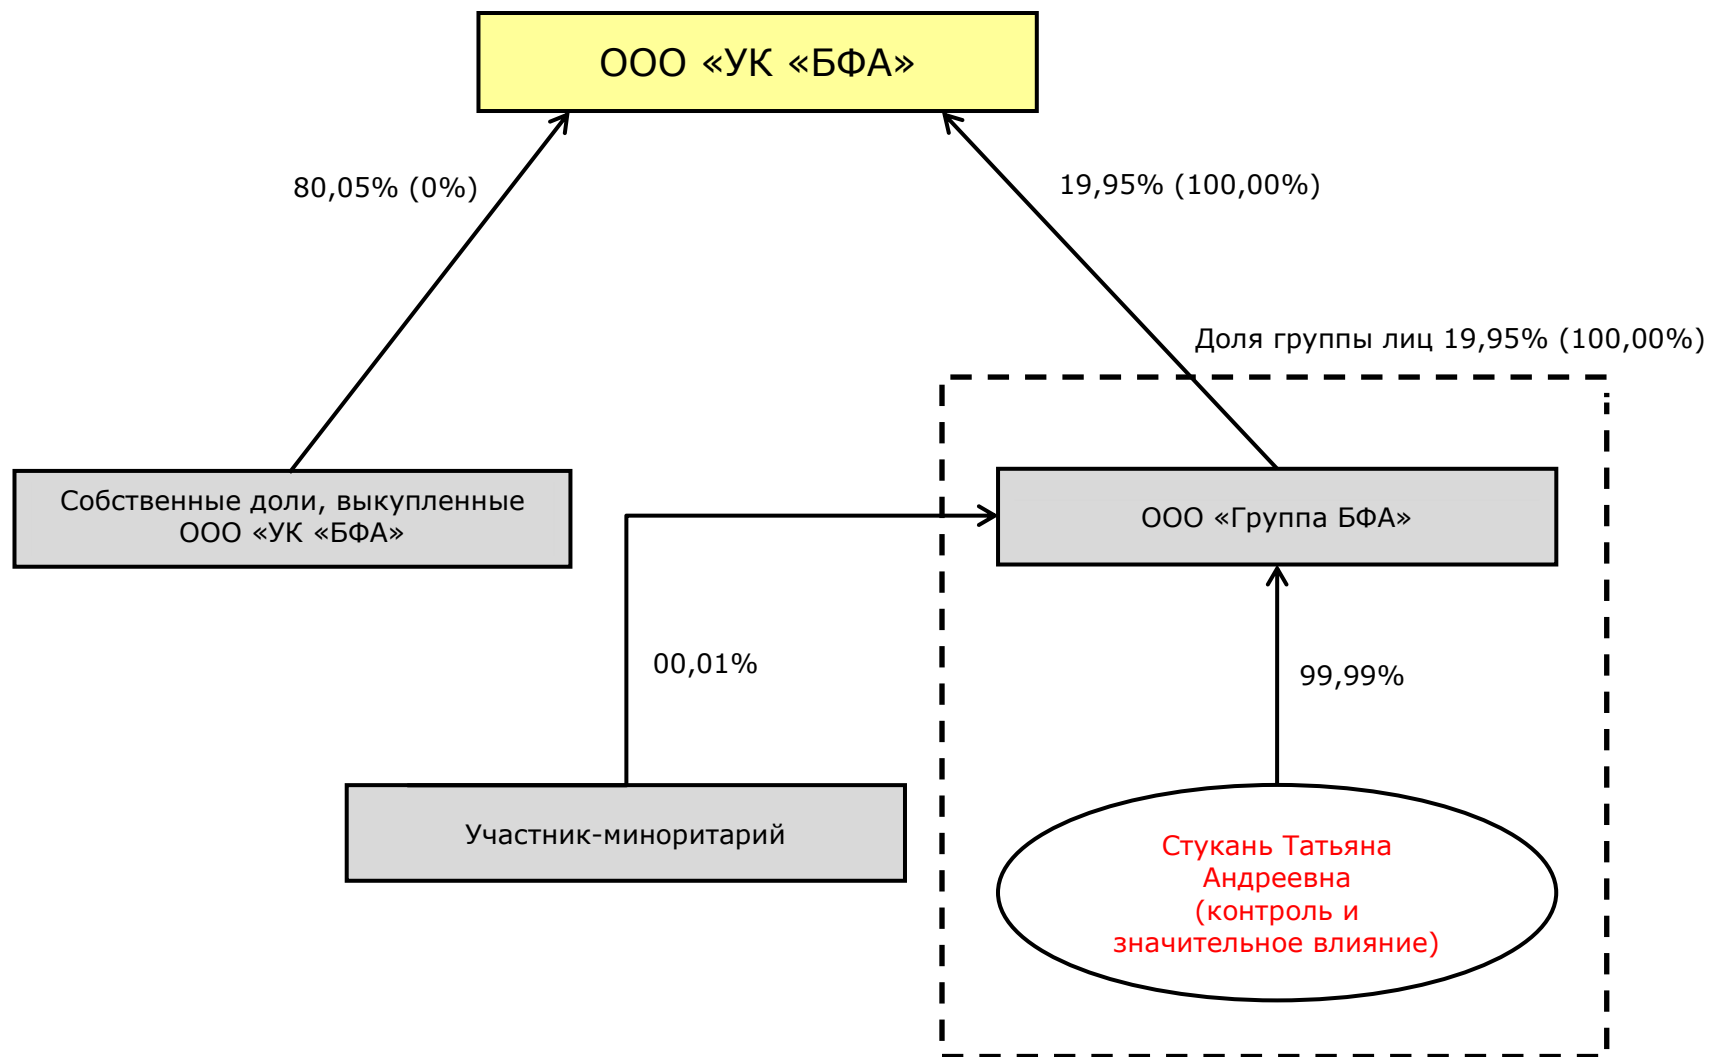 ООО «УК «БФА»
80,05% (0%)
19,95% (100,00%)
Доля группы лиц 19,95% (100,00%)
Собственные доли, выкупленные
ООО «УК «БФА»
ООО «Группа БФА»
00,01%
99,99%
Участник-миноритарий
Стукань Татьяна
Андреевна
(контроль и
значительное влияние)